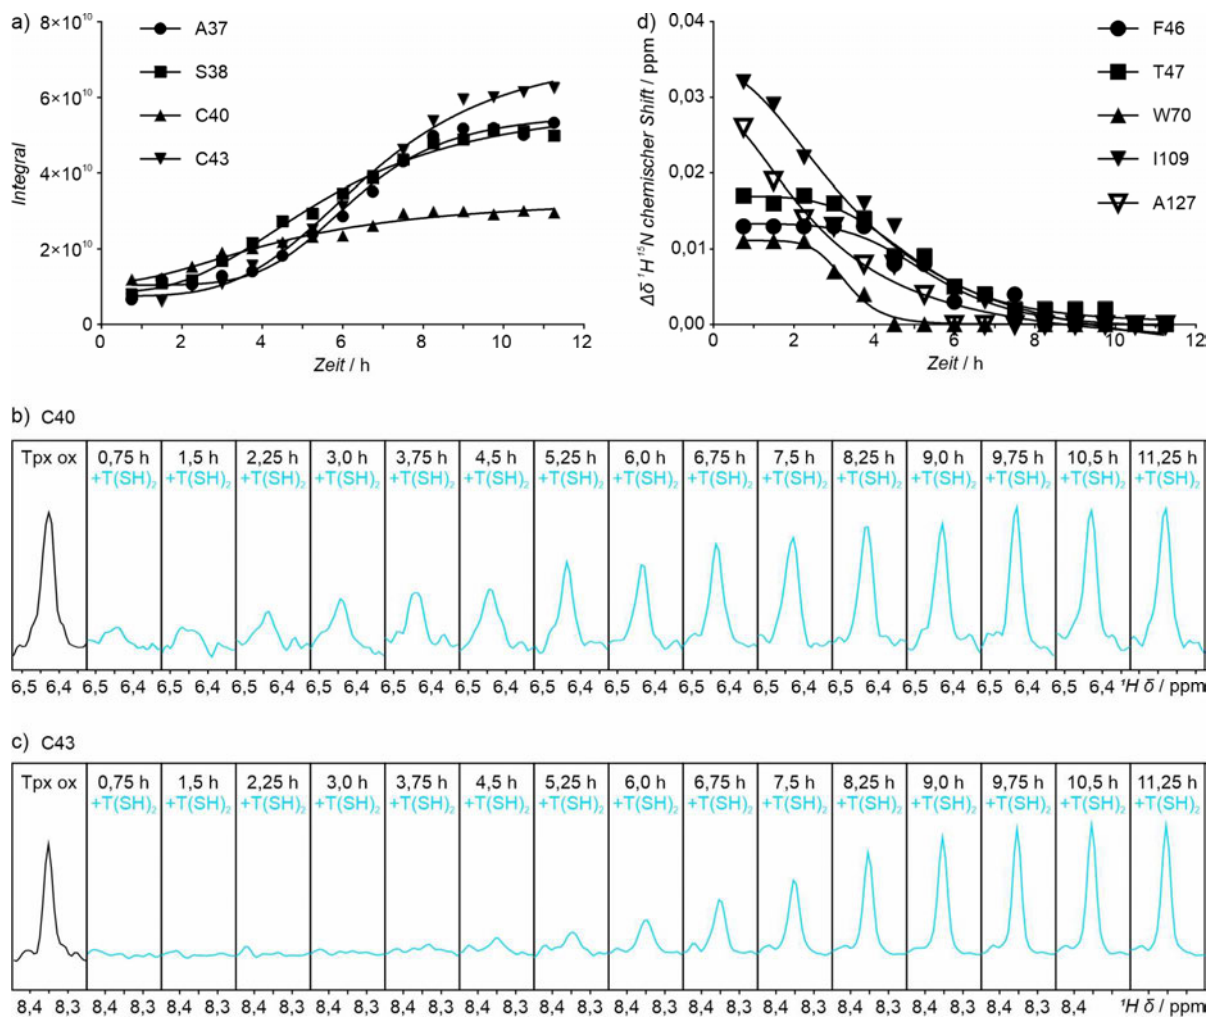 a)
8×10¹⁰
6×10¹⁰
4×10¹⁰
2×10¹⁰
0
Integral
0 2 4 6 8 10 12
Zeit / h
A37
S38
C40
C43
d)
0,04
0,03
0,02
0,01
0,00
Δδ ¹H ¹⁵N chemischer Shift / ppm
0 2 4 6 8 10 12
Zeit / h
F46
T47
W70
I109
A127
b) C40
Tpx ox 0,75 h 1,5 h 2,25 h 3,0 h 3,75 h 4,5 h 5,25 h 6,0 h 6,75 h 7,5 h 8,25 h 9,0 h 9,75 h 10,5 h 11,25 h
+T(SH)₂ +T(SH)₂ +T(SH)₂ +T(SH)₂ +T(SH)₂ +T(SH)₂ +T(SH)₂ +T(SH)₂ +T(SH)₂ +T(SH)₂ +T(SH)₂ +T(SH)₂ +T(SH)₂ +T(SH)₂ +T(SH)₂
6,5 6,4 6,5 6,4 6,5 6,4 6,5 6,4 6,5 6,4 6,5 6,4 6,5 6,4 6,5 6,4 6,5 6,4 6,5 6,4 6,5 6,4 6,5 6,4 6,5 6,4 6,5 6,4 6,5 6,4 ¹H δ / ppm
c) C43
Tpx ox 0,75 h 1,5 h 2,25 h 3,0 h 3,75 h 4,5 h 5,25 h 6,0 h 6,75 h 7,5 h 8,25 h 9,0 h 9,75 h 10,5 h 11,25 h
+T(SH)₂ +T(SH)₂ +T(SH)₂ +T(SH)₂ +T(SH)₂ +T(SH)₂ +T(SH)₂ +T(SH)₂ +T(SH)₂ +T(SH)₂ +T(SH)₂ +T(SH)₂ +T(SH)₂ +T(SH)₂ +T(SH)₂
8,4 8,3 8,4 8,3 8,4 8,3 8,4 8,3 8,4 8,3 8,4 8,3 8,4 8,3 8,4 8,3 8,4 8,3 8,4 8,3 8,4 8,3 8,4 8,3 8,4 8,3 8,4 8,3 8,4 ¹H δ / ppm